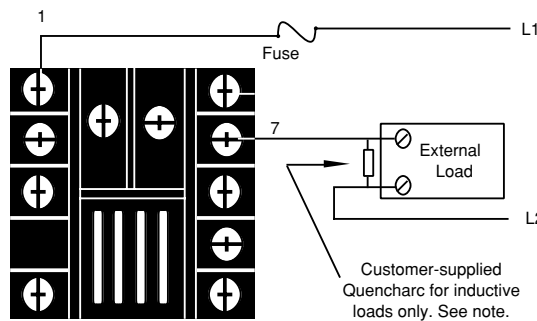 1
L1
Fuse
7
External
Load
L2
Customer-supplied
Quencharc for inductive
loads only. See note.